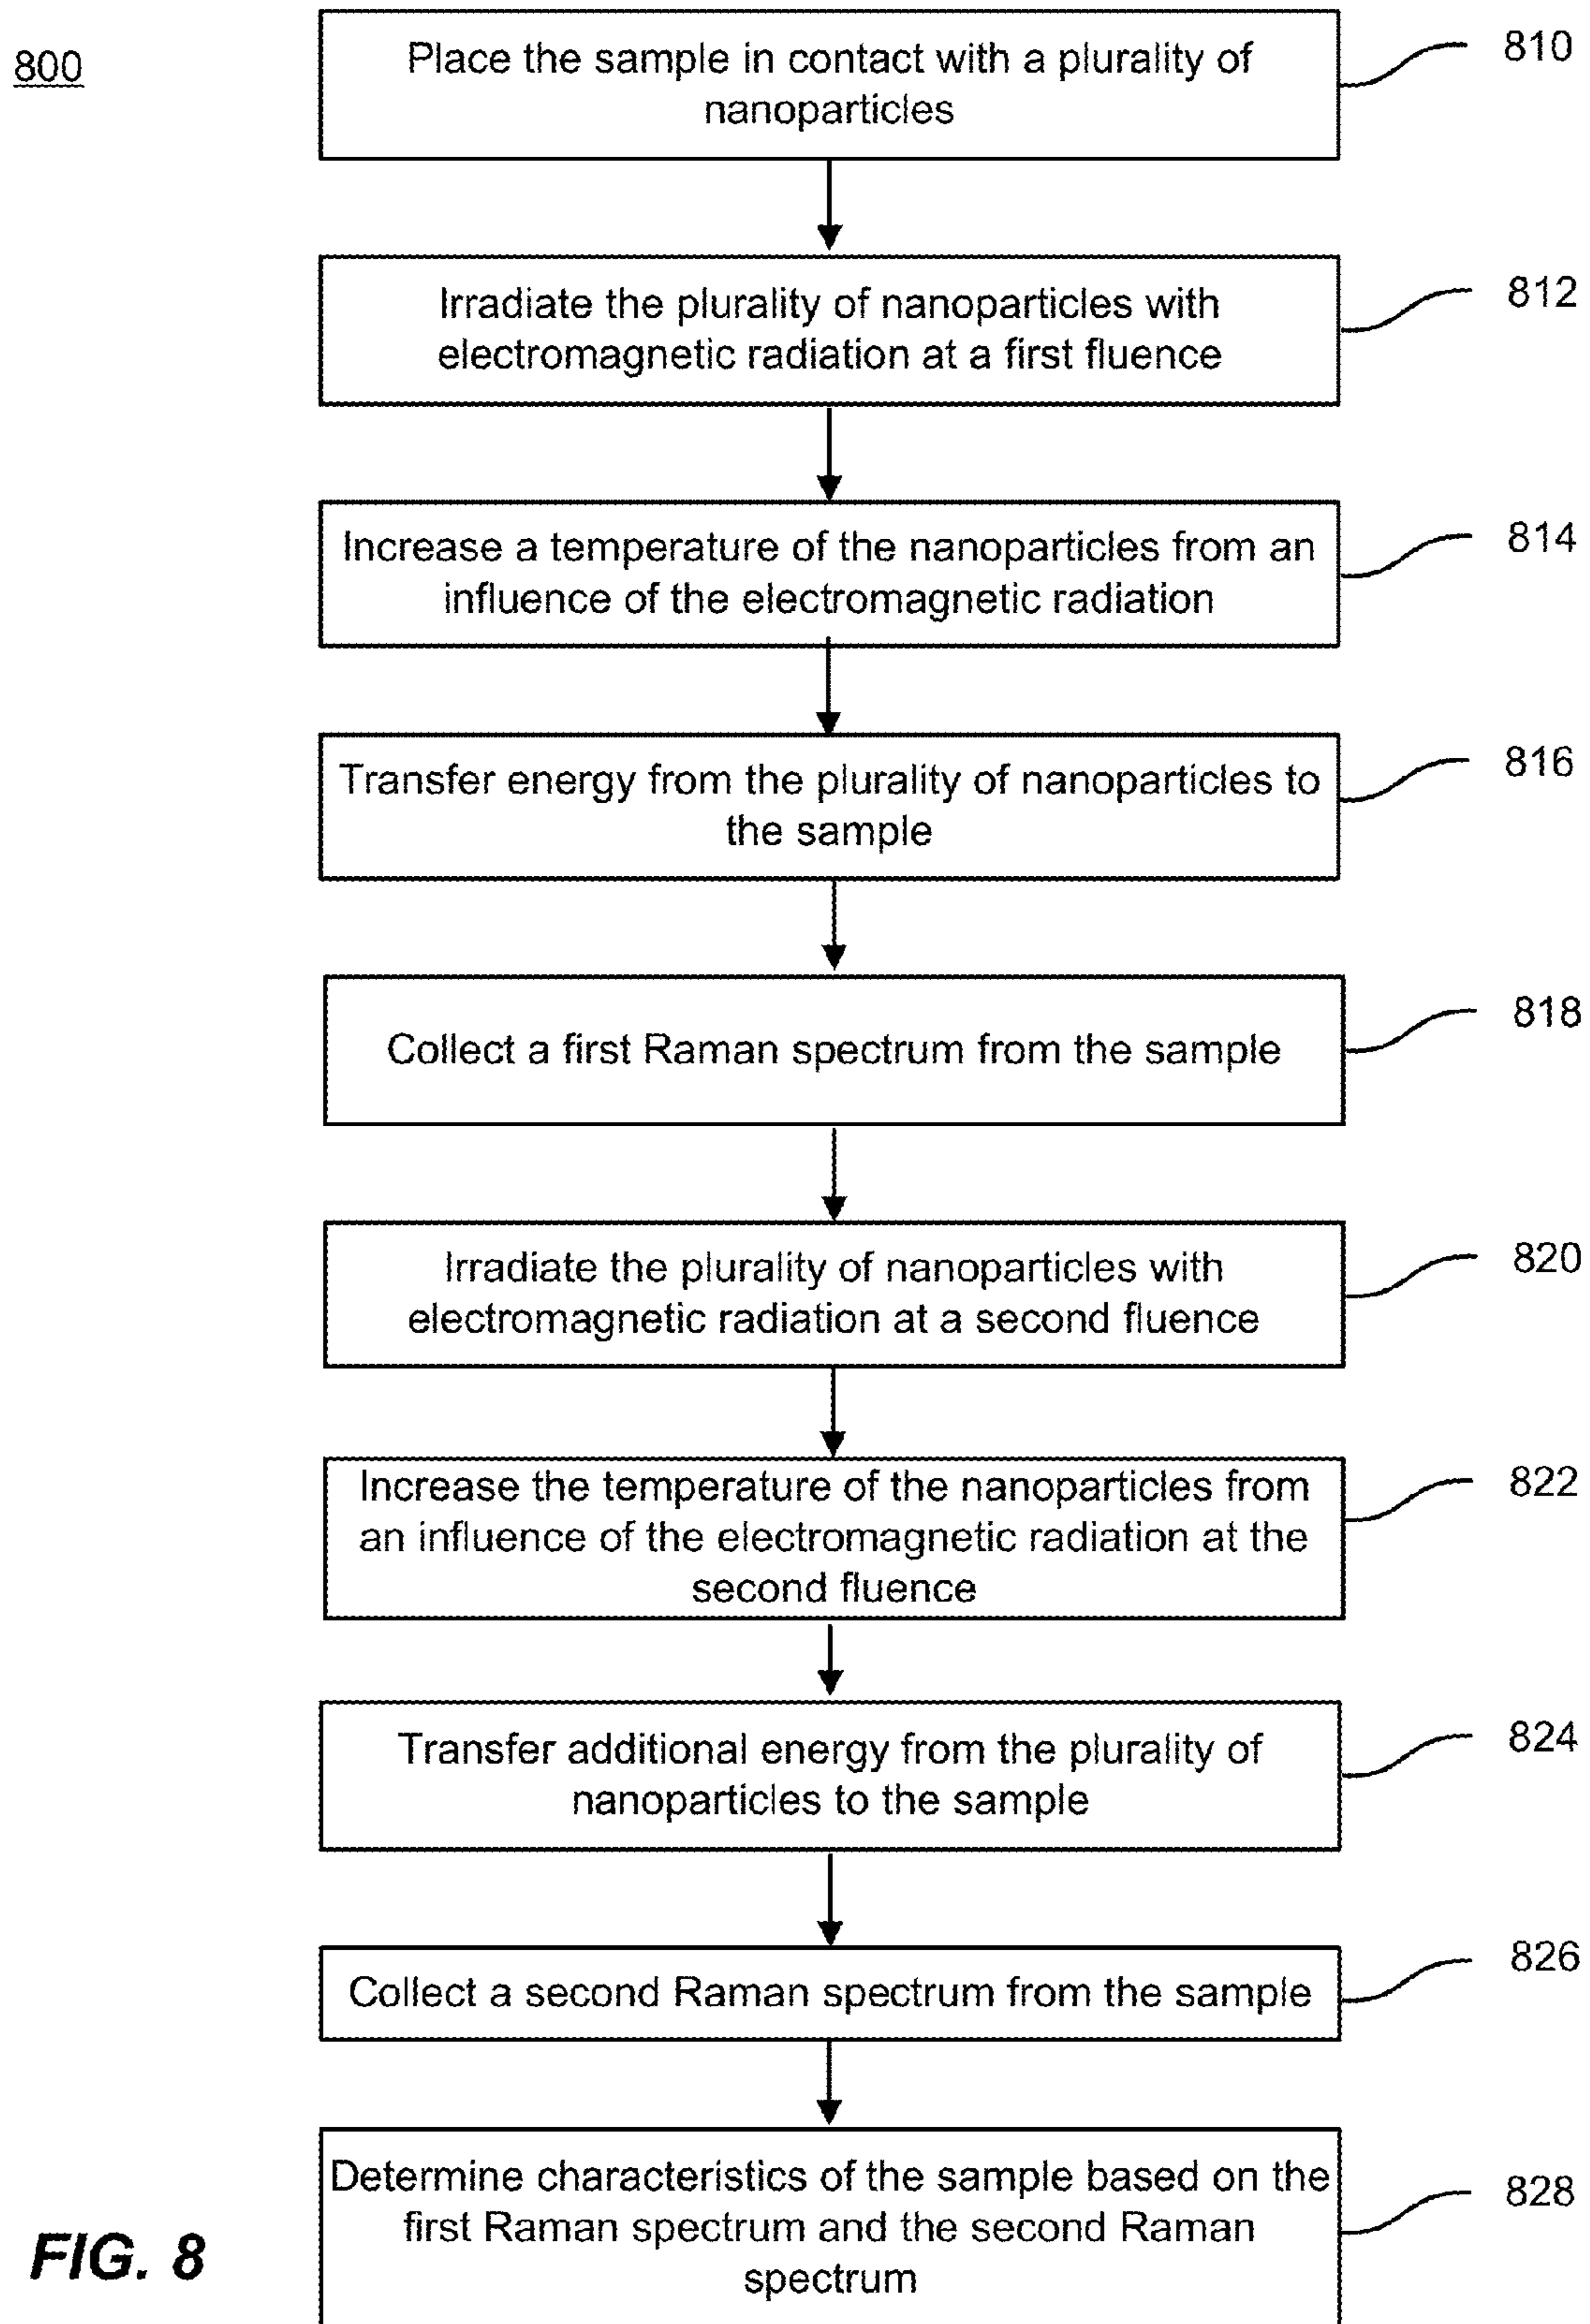 800
Place the sample in contact with a plurality of
nanoparticles
810
Irradiate the plurality of nanoparticles with
electromagnetic radiation at a first fluence
812
Increase a temperature of the nanoparticles from an
influence of the electromagnetic radiation
814
Transfer energy from the plurality of nanoparticles to
the sample
816
Collect a first Raman spectrum from the sample
818
Irradiate the plurality of nanoparticles with
electromagnetic radiation at a second fluence
820
Increase the temperature of the nanoparticles from
an influence of the electromagnetic radiation at the
second fluence
822
Transfer additional energy from the plurality of
nanoparticles to the sample
824
Collect a second Raman spectrum from the sample
826
Determine characteristics of the sample based on the
first Raman spectrum and the second Raman
spectrum
828
FIG. 8